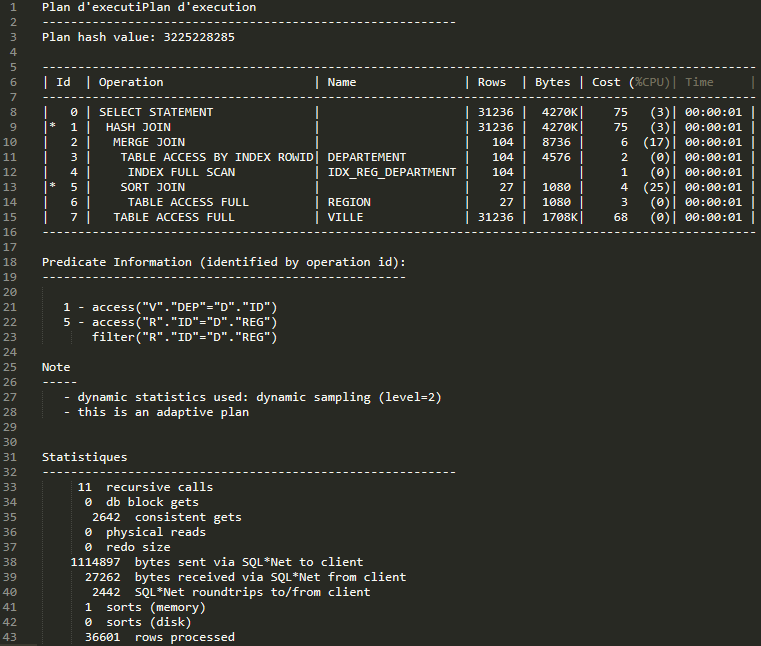 1 Plan d'executiPlan d'execution
2 ----------------------------------------------------------
3 Plan hash value: 3225228285
4
5 ----------------------------------------------------------------------------------------------------
6 | Id  | Operation                     | Name               | Rows  | Bytes | Cost (%CPU)| Time     |
7 ----------------------------------------------------------------------------------------------------
8 |   0 | SELECT STATEMENT              |                    | 31236 |  4270K|    75   (3)| 00:00:01 |
9 |*  1 |  HASH JOIN                    |                    | 31236 |  4270K|    75   (3)| 00:00:01 |
10 |   2 |   MERGE JOIN                  |                    |   104 |  8736 |     6  (17)| 00:00:01 |
11 |   3 |    TABLE ACCESS BY INDEX ROWID| DEPARTEMENT        |   104 |  4576 |     2   (0)| 00:00:01 |
12 |   4 |     INDEX FULL SCAN           | IDX_REG_DEPARTMENT |   104 |       |     1   (0)| 00:00:01 |
13 |*  5 |    SORT JOIN                  |                    |    27 |  1080 |     4  (25)| 00:00:01 |
14 |   6 |     TABLE ACCESS FULL         | REGION             |    27 |  1080 |     3   (0)| 00:00:01 |
15 |   7 |   TABLE ACCESS FULL           | VILLE              | 31236 |  1708K|    68   (0)| 00:00:01 |
16 ----------------------------------------------------------------------------------------------------
17
18 Predicate Information (identified by operation id):
19 ---------------------------------------------------
20
21    1 - access("V"."DEP"="D"."ID")
22    5 - access("R"."ID"="D"."REG")
23        filter("R"."ID"="D"."REG")
24
25 Note
26 -----
27    - dynamic statistics used: dynamic sampling (level=2)
28    - this is an adaptive plan
29
30
31 Statistiques
32 ----------------------------------------------------------
33      11  recursive calls
34       0  db block gets
35        2642  consistent gets
36       0  physical reads
37       0  redo size
38     1114897  bytes sent via SQL*Net to client
39       27262  bytes received via SQL*Net from client
40        2442  SQL*Net roundtrips to/from client
41       1  sorts (memory)
42       0  sorts (disk)
43       36601  rows processed